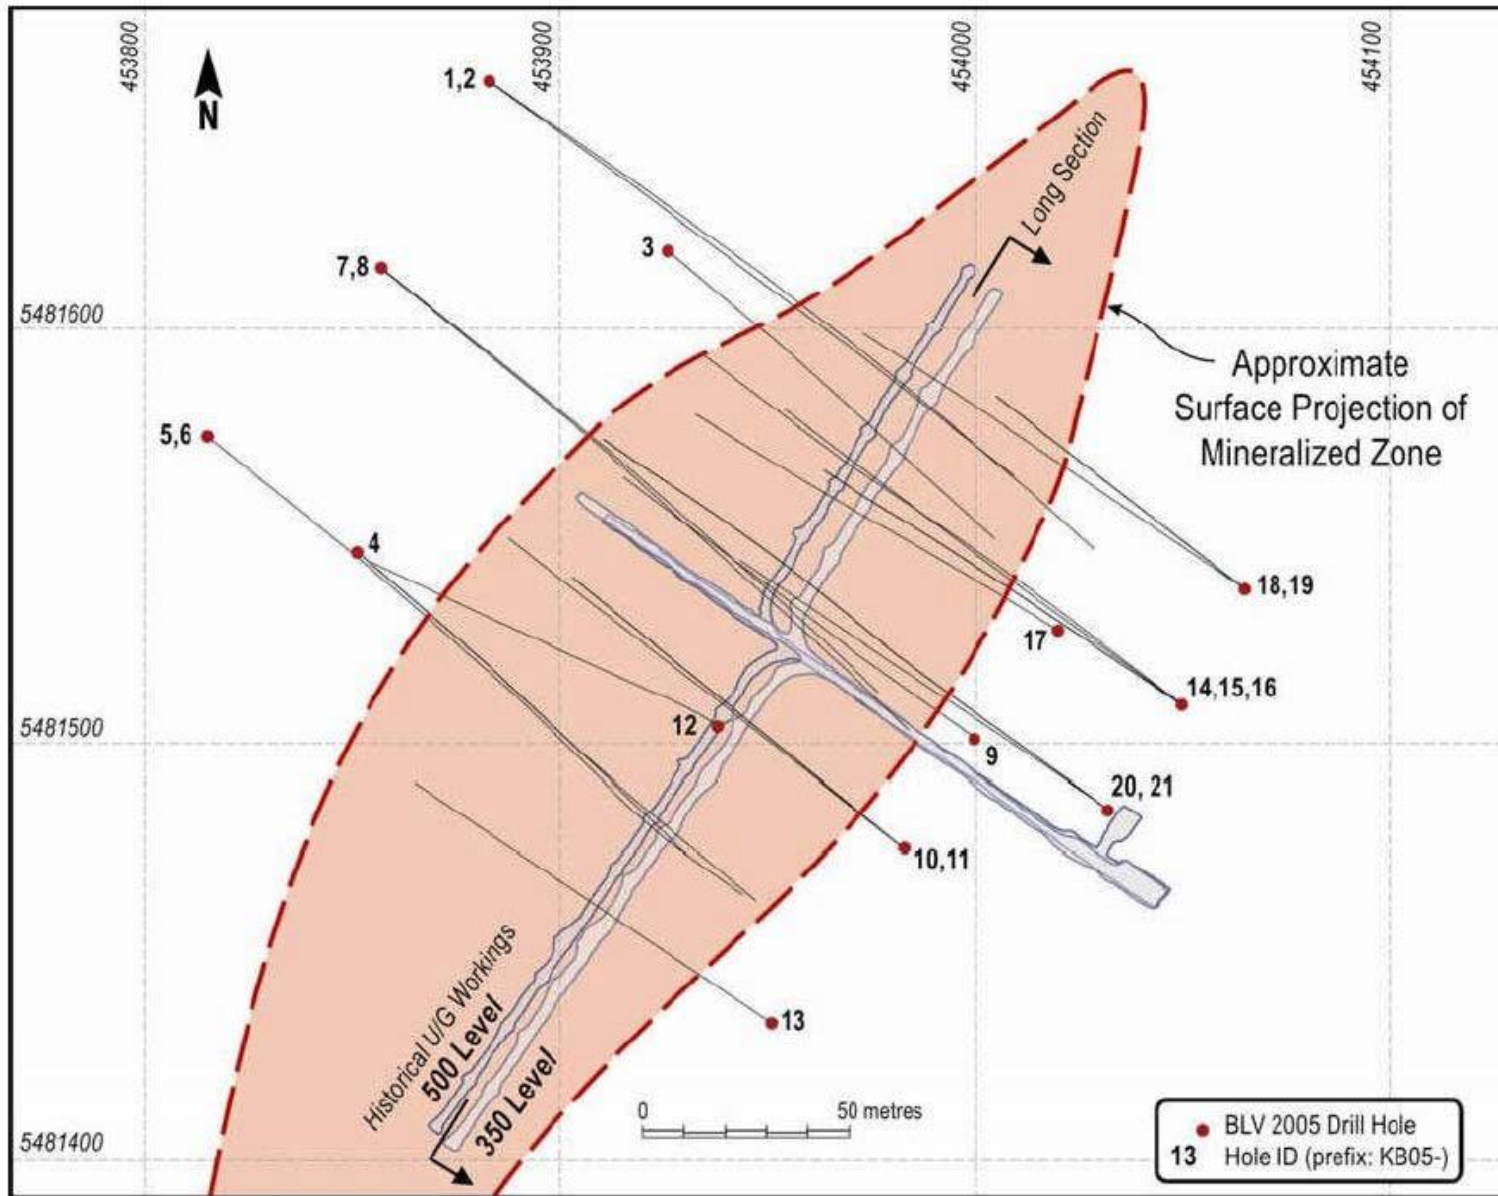 453800
453900
454000
454100
N
1,2
3
7,8
Long Section
5481600
Approximate
Surface Projection of
Mineralized Zone
5,6
4
18,19
17
14,15,16
12
5481500
9
20, 21
10,11
13
Historical U/G Workings
500 Level
350 Level
0 50 metres
5481400
BLV 2005 Drill Hole
13 Hole ID (prefix: KB05-)